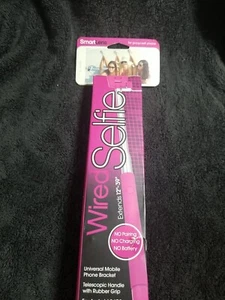 Smart
Wired
Selfie
Extends 12"-39"
NO Pairing
NO Charging
NO Battery
Universal Mobile
Phone Bracket
Telescopic Handle
with Rubber Grip